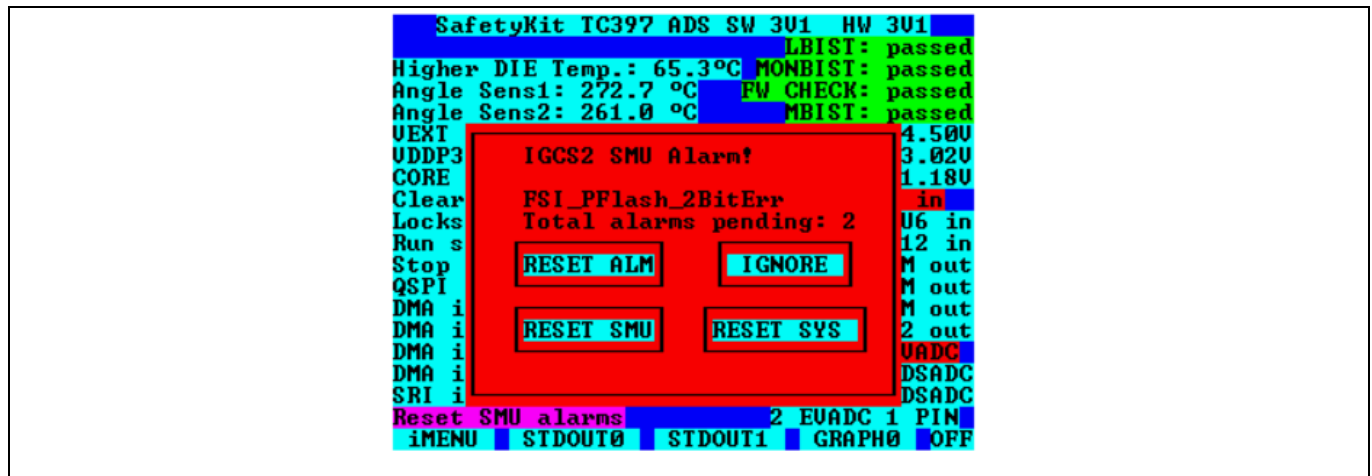 SafetyKit TC397 ADS SW 3V1 HW 3V1
LBIST: passed
Higher DIE Temp.: 65.3ºC MONBIST: passed
Angle Sens1: 272.7 ºC FW CHECK: passed
Angle Sens2: 261.0 ºC MBIST: passed
VEXT 4.50V
VDDP3 3.02V
CORE 1.18V
IGCS2 SMU Alarm!
Clear FSI_PFlash_2BitErr in
Locks Total alarms pending: 2 U6 in
Run s 12 in
Stop RESET ALM IGNORE M out
QSPI M out
DMA i M out
DMA i RESET SMU RESET SYS 2 out
DMA i VADC
DMA i DSADC
SRI i DSADC
Reset SMU alarms 2 EVADC 1 PIN
iMENU STDOUT0 STDOUT1 GRAPH0 OFF